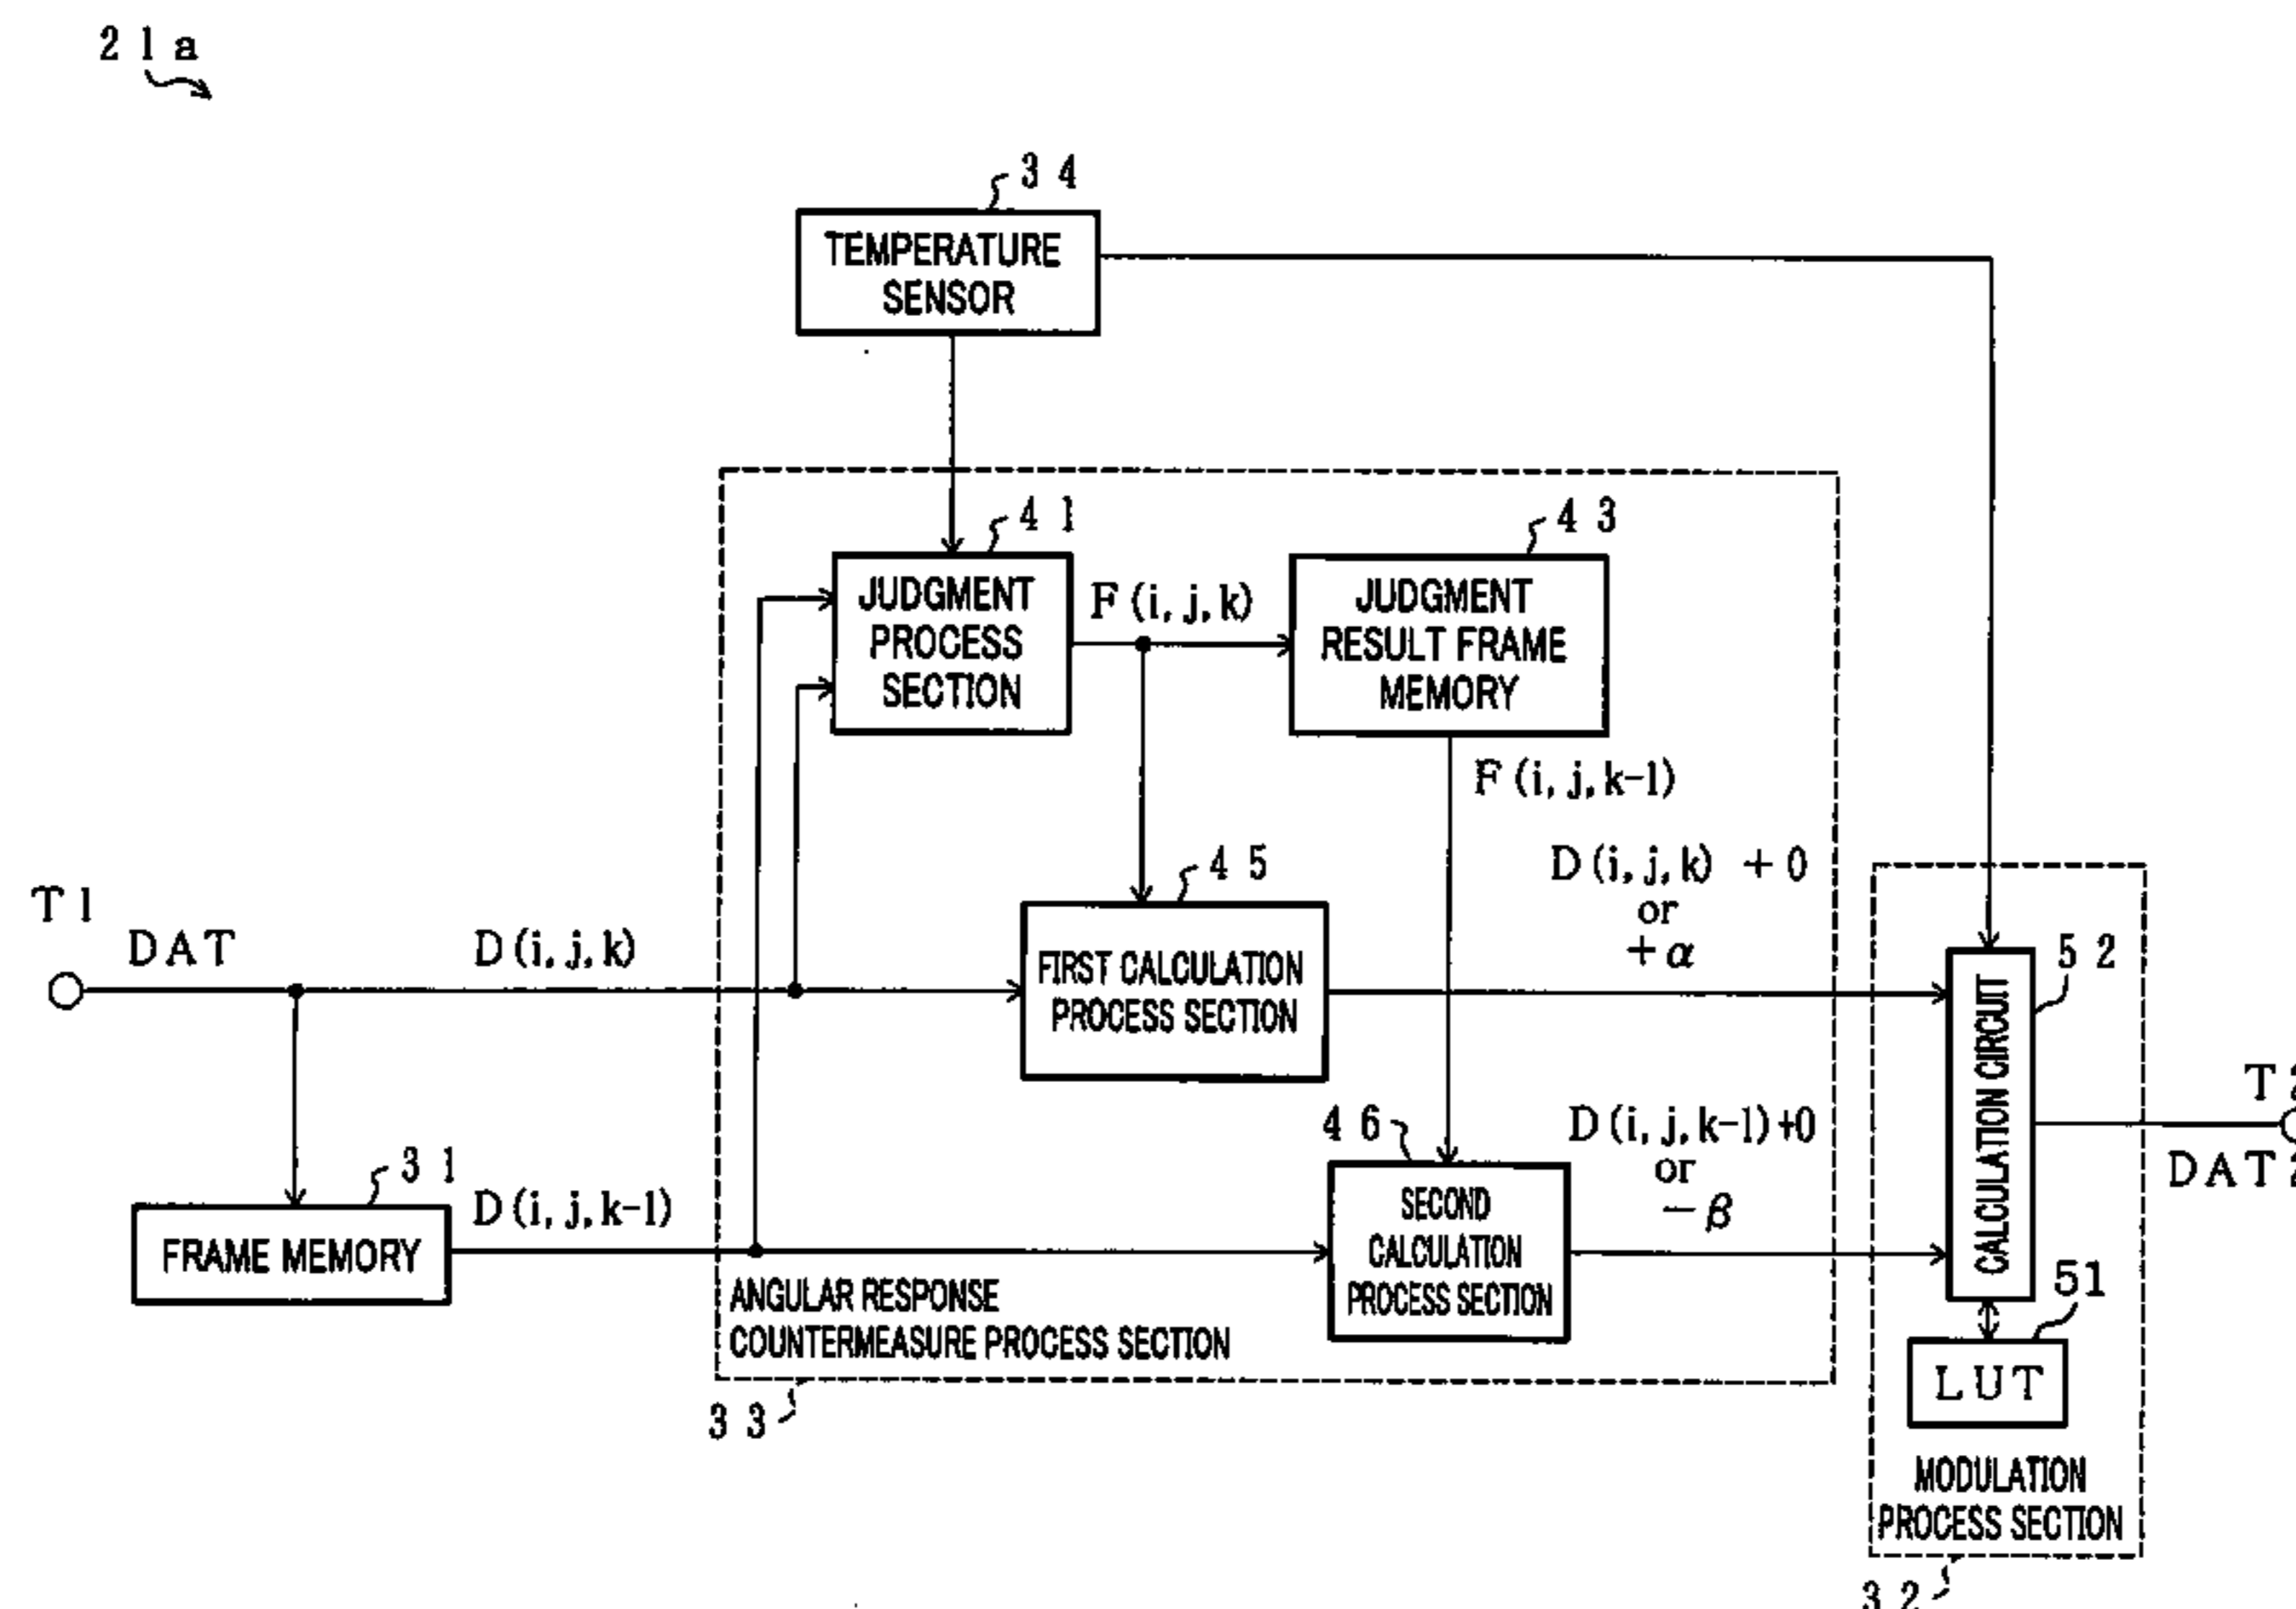 21a
34
TEMPERATURE
SENSOR
41
43
JUDGMENT
PROCESS
SECTION
F(i, j, k)
JUDGMENT
RESULT FRAME
MEMORY
F(i, j, k-1)
T1
DAT
D(i, j, k)
45
FIRST CALCULATION
PROCESS SECTION
D(i, j, k) +0
or
+α
52
CALCULATION CIRCUIT
T2
DAT2
31
FRAME MEMORY
D(i, j, k-1)
46
SECOND
CALCULATION
PROCESS SECTION
D(i, j, k-1)+0
or
−β
51
LUT
ANGULAR RESPONSE
COUNTERMEASURE PROCESS SECTION
33
MODULATION
PROCESS SECTION
32